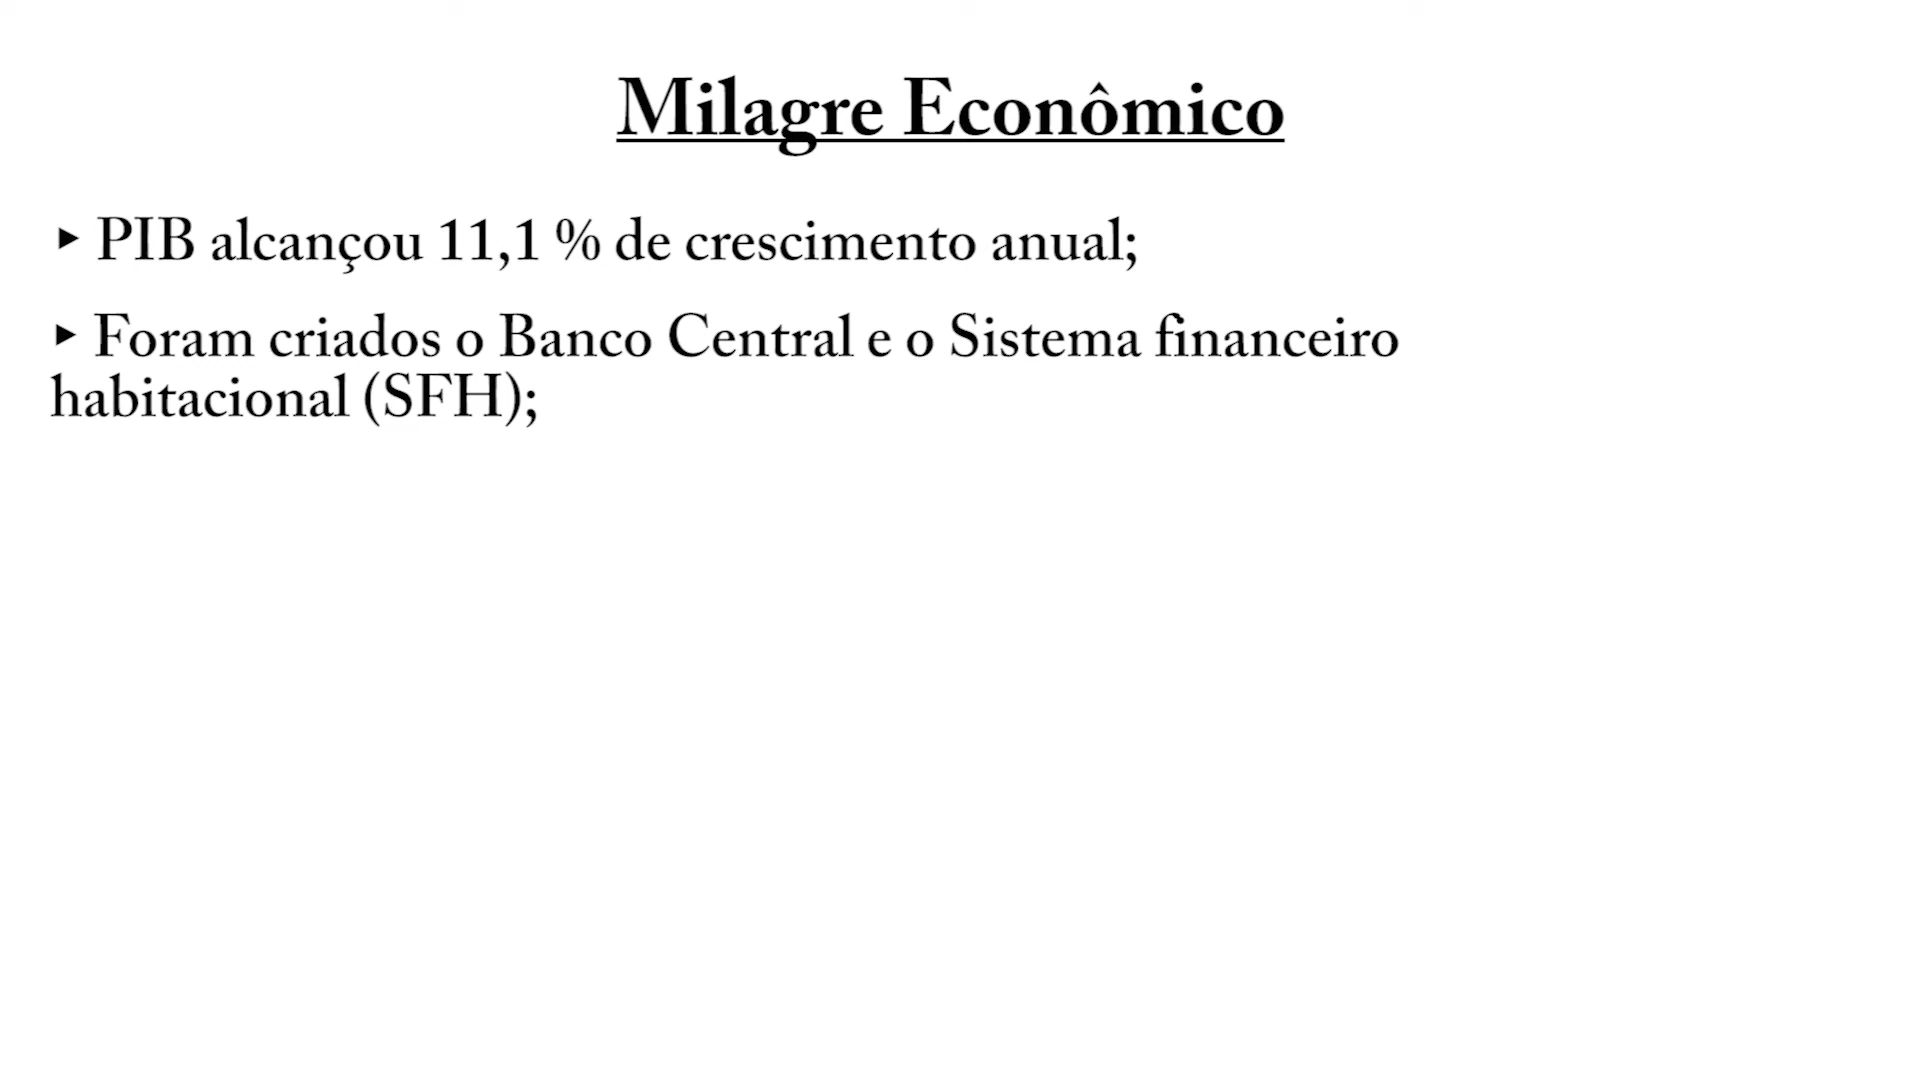 Milagre Econômico
‣ PIB alcançou 11,1 % de crescimento anual;
‣ Foram criados o Banco Central e o Sistema financeiro
habitacional (SFH);